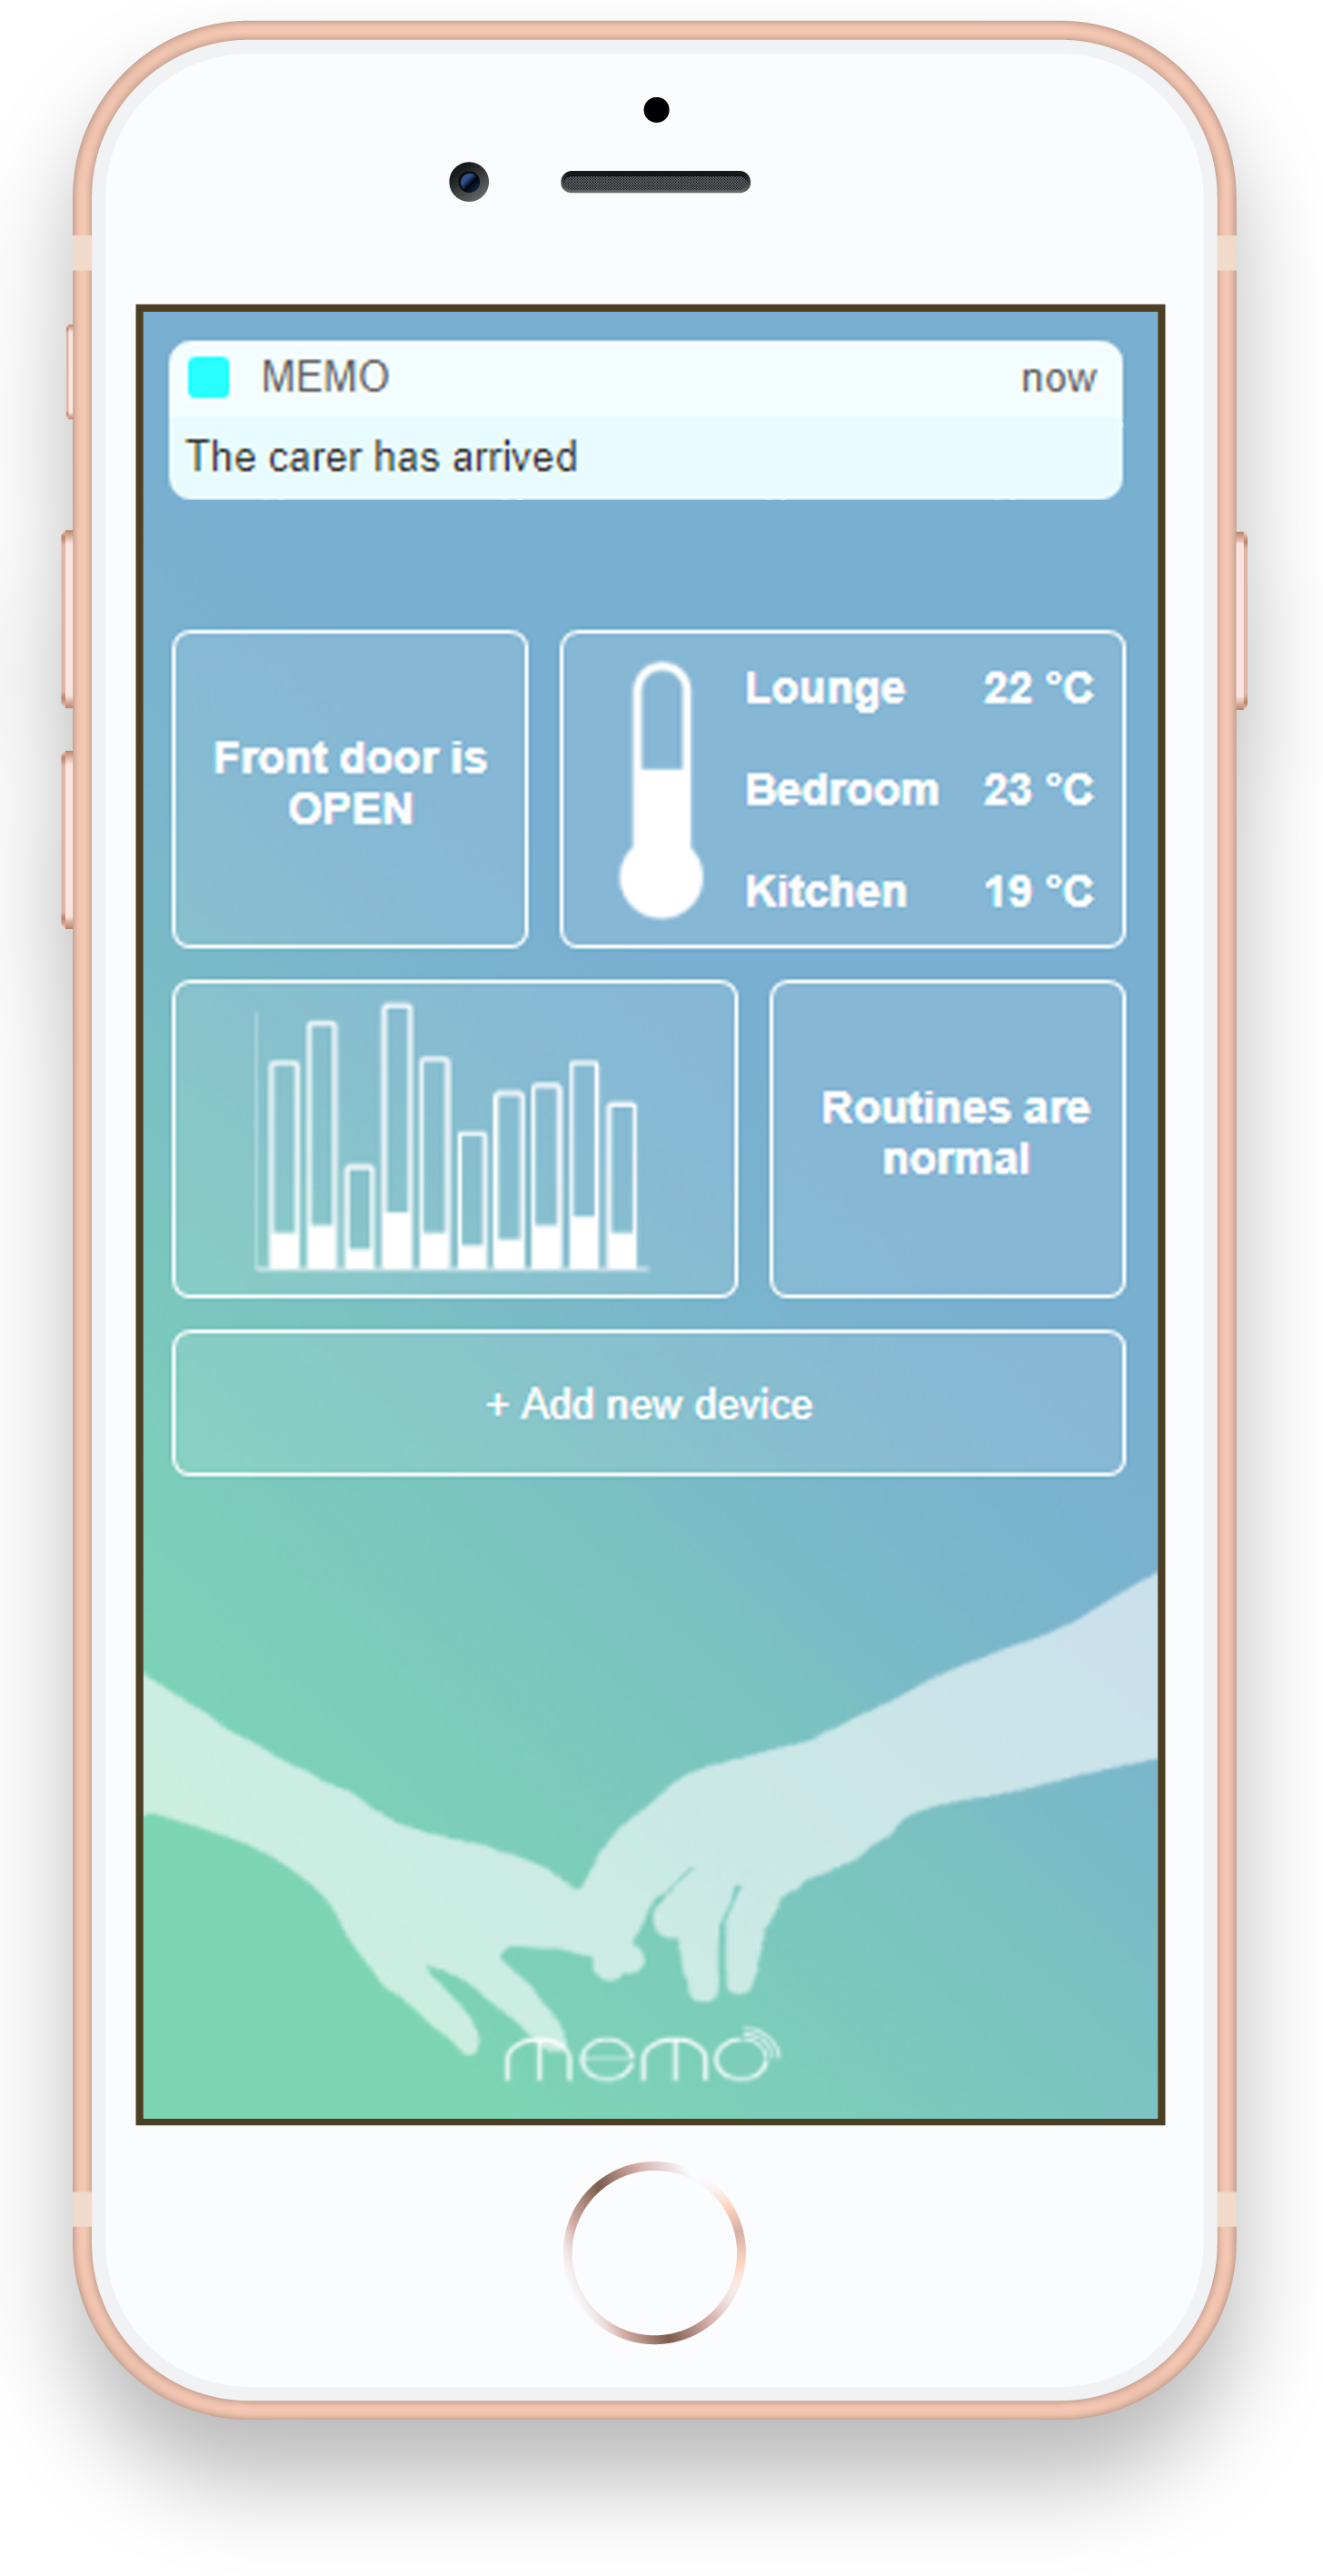 MEMO now
The carer has arrived
Front door is
OPEN
Lounge 22 °C
Bedroom 23 °C
Kitchen 19 °C
Routines are
normal
+ Add new device
memo